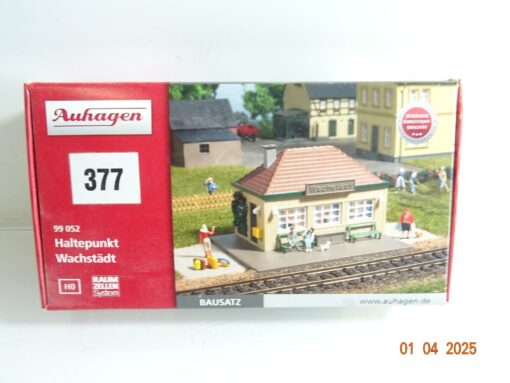 Auhagen
377
99 052
Haltepunkt
Wachstädt
H0
RAUM
ZELLEN
System
Wachstädt
BAUSATZ
www.auhagen.de
01 04 2025